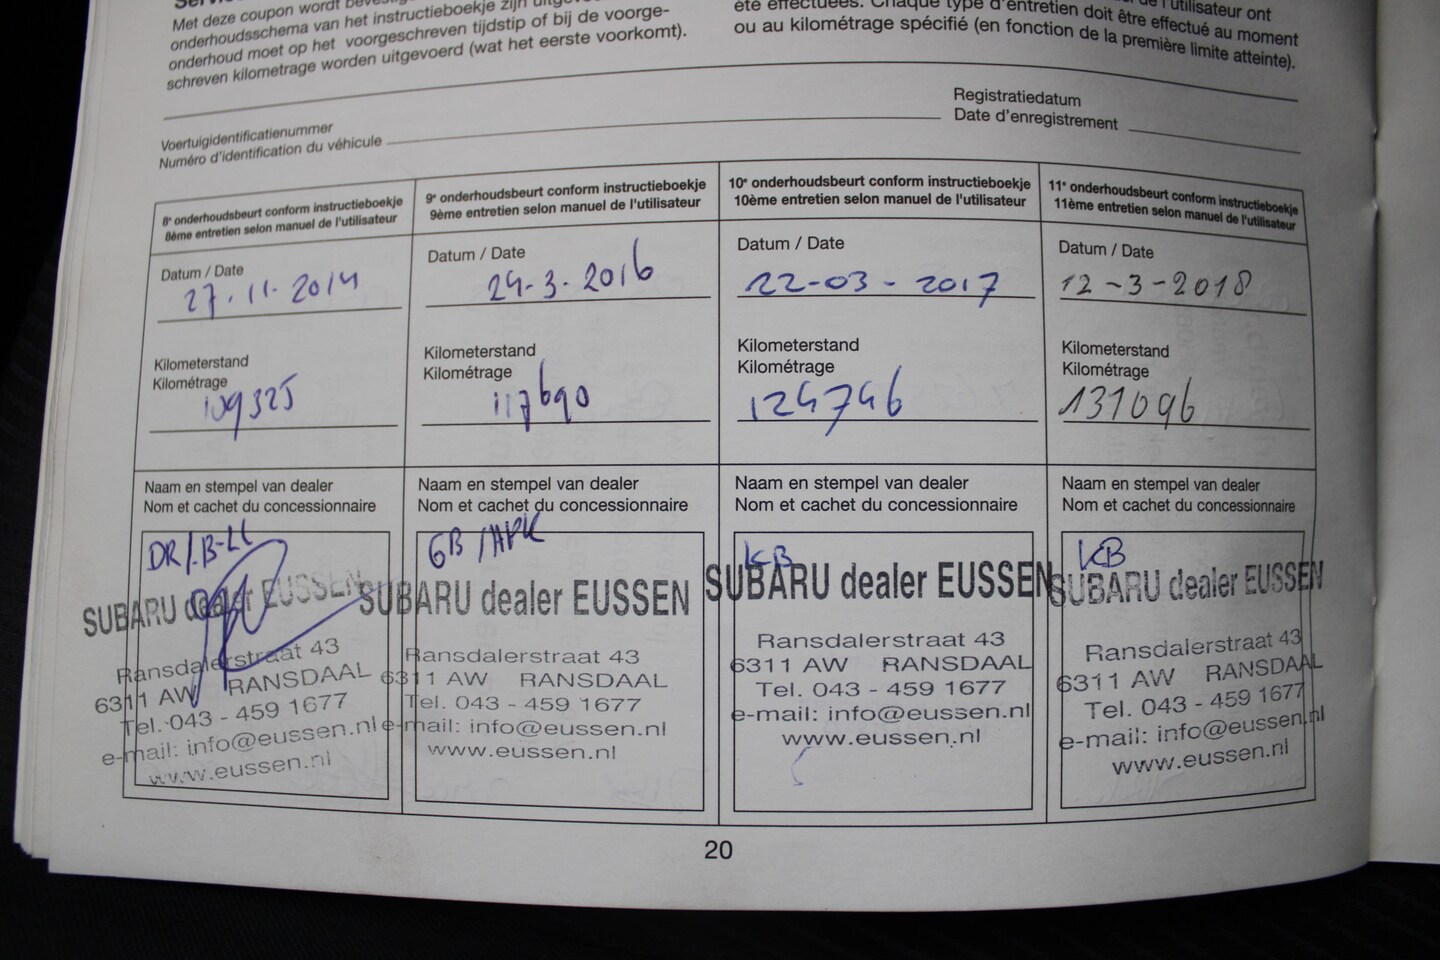 Met deze coupon wordt
onderhoudsschema van het instructieboekje zijn
onderhoud moet op het voorgeschreven tijdstip of bij de voorge-
schreven kilometrage worden uitgevoerd (wat het eerste voorkomt).
de l'utilisateur ont
été effectuées. Chaque type d'entretien doit être effectué au moment
ou au kilométrage spécifié (en fonction de la première limite atteinte).
Voertuigidentificatienummer
Numéro d'identification du véhicule
Registratiedatum
Date d'enregistrement
8e onderhoudsbeurt conform instructieboekje
8ème entretien selon manuel de l'utilisateur
Datum / Date
27.11.2014
Kilometerstand
Kilométrage
109325
Naam en stempel van dealer
Nom et cachet du concessionnaire
SUBARU dealer EUSSEN
Ransdalerstraat 43
6311 AW RANSDAAL
Tel. 043 - 459 1677
e-mail: info@eussen.nl
www.eussen.nl
9e onderhoudsbeurt conform instructieboekje
9ème entretien selon manuel de l'utilisateur
Datum / Date
24-3-2016
Kilometerstand
Kilométrage
117690
Naam en stempel van dealer
Nom et cachet du concessionnaire
GB/APK
SUBARU dealer EUSSEN
Ransdalerstraat 43
6311 AW RANSDAAL
Tel. 043 - 459 1677
e-mail: info@eussen.nl
www.eussen.nl
10e onderhoudsbeurt conform instructieboekje
10ème entretien selon manuel de l'utilisateur
Datum / Date
22-03-2017
Kilometerstand
Kilométrage
124746
Naam en stempel van dealer
Nom et cachet du concessionnaire
KB
SUBARU dealer EUSSEN
Ransdalerstraat 43
6311 AW RANSDAAL
Tel. 043 - 459 1677
e-mail: info@eussen.nl
www.eussen.nl
11e onderhoudsbeurt conform instructieboekje
11ème entretien selon manuel de l'utilisateur
Datum / Date
12-3-2018
Kilometerstand
Kilométrage
131096
Naam en stempel van dealer
Nom et cachet du concessionnaire
KB
SUBARU dealer EUSSEN
Ransdalerstraat 43
6311 AW RANSDAAL
Tel. 043 - 459 1677
e-mail: info@eussen.nl
www.eussen.nl
20